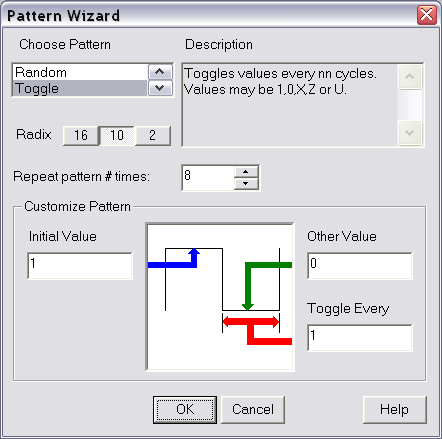 Pattern Wizard
Choose Pattern
Description
Random
Toggle
Toggles values every nn cycles.
Values may be 1,0,X,Z or U.
Radix
16
10
2
Repeat pattern # times:
8
Customize Pattern
Initial Value
1
Other Value
0
Toggle Every
1
OK
Cancel
Help